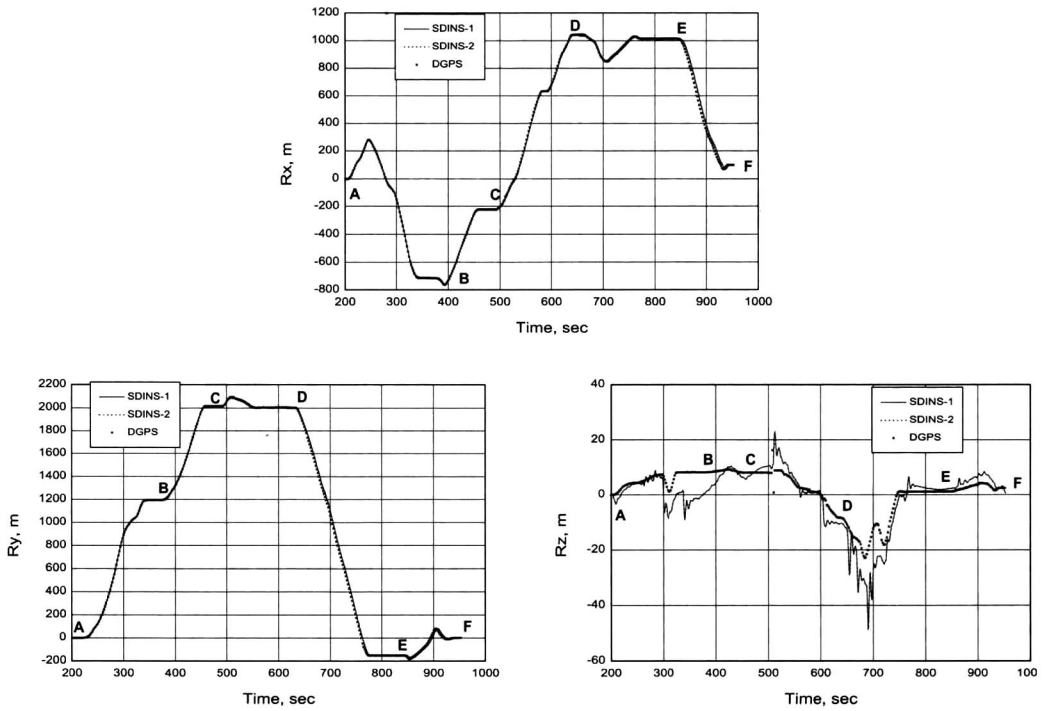 1200
1000
800
600
400
200
0
-200
-400
-600
-800
Rx, m
SDINS-1
SDINS-2
DGPS
A
B
C
D
E
F
200 300 400 500 600 700 800 900 1000
Time, sec
2200
2000
1800
1600
1400
1200
1000
800
600
400
200
0
-200
Ry, m
SDINS-1
SDINS-2
DGPS
A
B
C
D
E
F
200 300 400 500 600 700 800 900 1000
Time, sec
40
20
0
-20
-40
-60
Rz, m
SDINS-1
SDINS-2
DGPS
A
B
C
D
E
F
200 300 400 500 600 700 800 900 1000
Time, sec